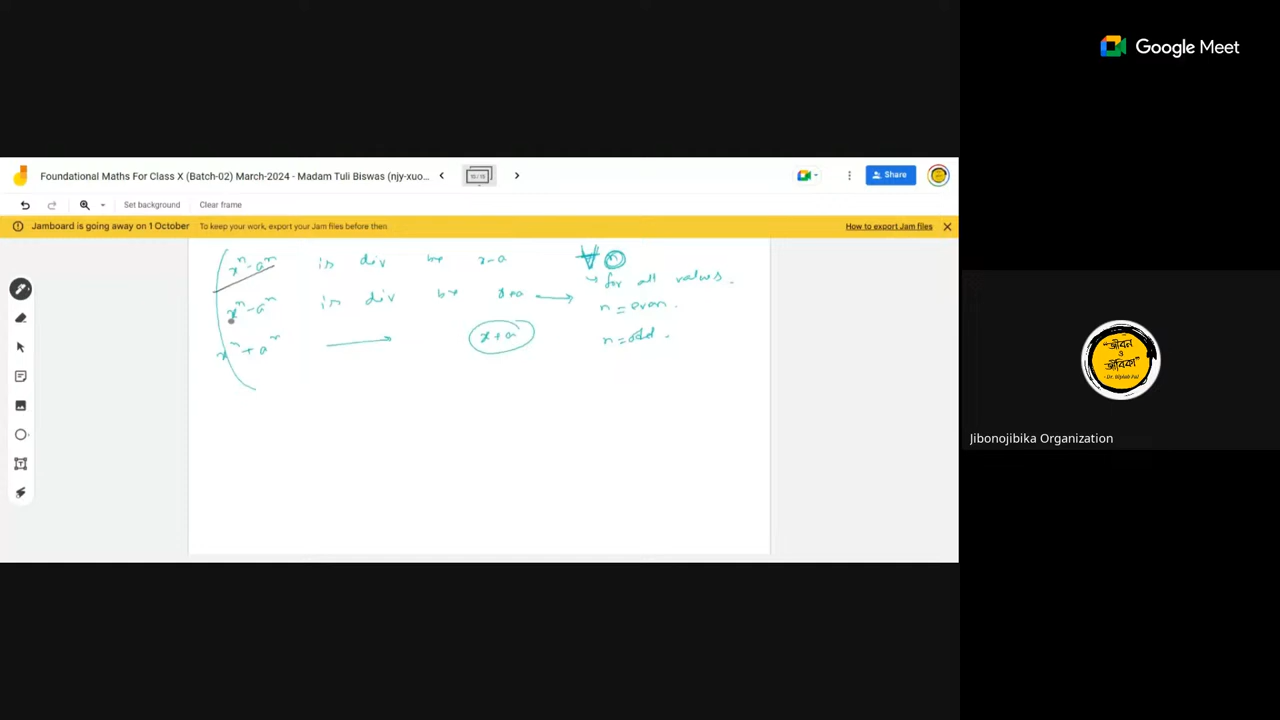 Google Meet
Foundational Maths For Class X (Batch-02) March-2024 - Madam Tuli Biswas (njy-xuo...
15 / 15
Share
Set background
Clear frame
Jamboard is going away on 1 October To keep your work, export your Jam files before then.
How to export Jam files
xⁿ-aⁿ is div by x-a ∀ n
for all values.
xⁿ-aⁿ is div by x+a → n = even.
xⁿ+aⁿ → x+a n = odd.
"জীবন
ও
জীবিকা"
Jibonojibika Organization